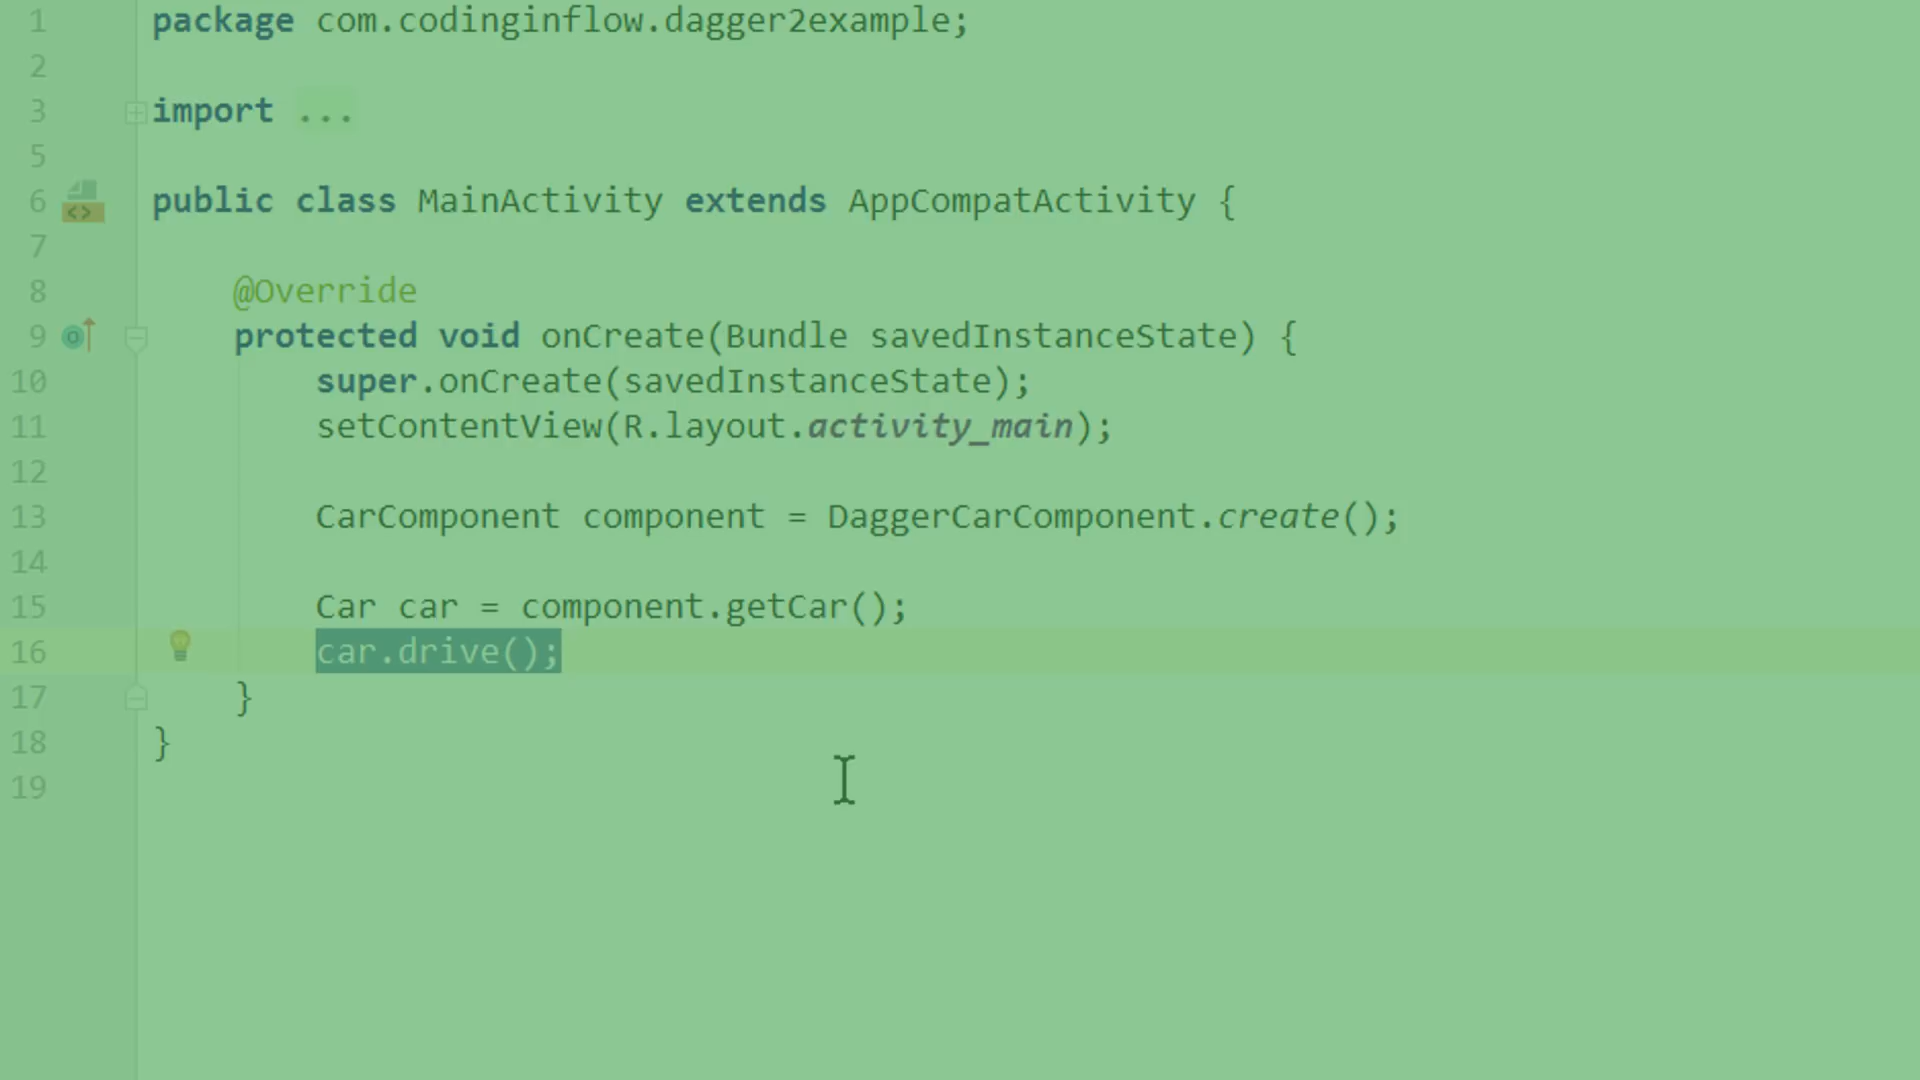 1 package com.codinginflow.dagger2example;
2
3 import ...
5
6 public class MainActivity extends AppCompatActivity {
7
8 @Override
9 protected void onCreate(Bundle savedInstanceState) {
10 super.onCreate(savedInstanceState);
11 setContentView(R.layout.activity_main);
12
13 CarComponent component = DaggerCarComponent.create();
14
15 Car car = component.getCar();
16 car.drive();
17 }
18 }
19